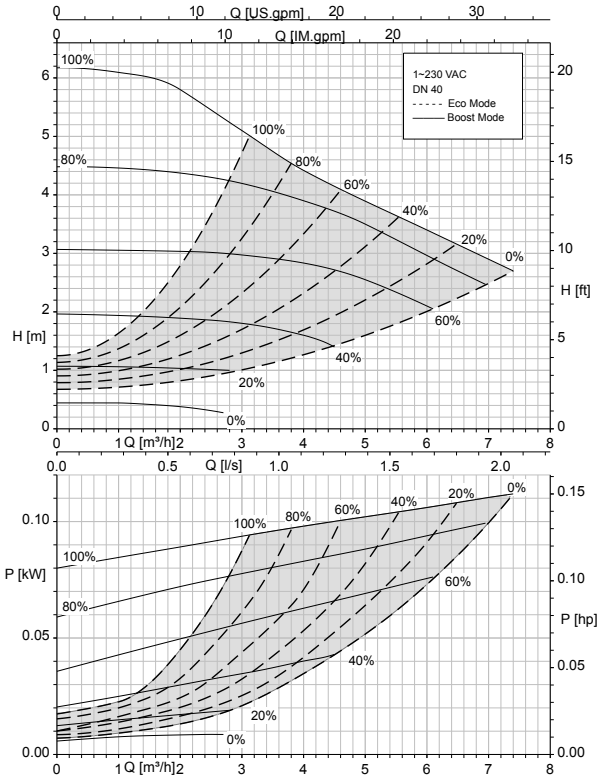 0 10 20 30
Q [US.gpm]
0 10 20
Q [IM.gpm]
1~230 VAC
DN 40
Eco Mode
Boost Mode
100%
6
20
100%
5
80%
80%
15
60%
4
40%
20%
3
0%
10
H [m]
H [ft]
2
60%
5
40%
1
20%
0%
0
0
0 1 Q [m³/h] 2 3 4 5 6 7 8
0.0 0.5 1.0 1.5 2.0
Q [l/s]
0%
20%
40%
60%
80%
100%
0.15
0.10
100%
P [kW]
60%
0.10
80%
P [hp]
0.05
40%
0.05
20%
0%
0.00
0.00
0 1 Q [m³/h] 2 3 4 5 6 7 8